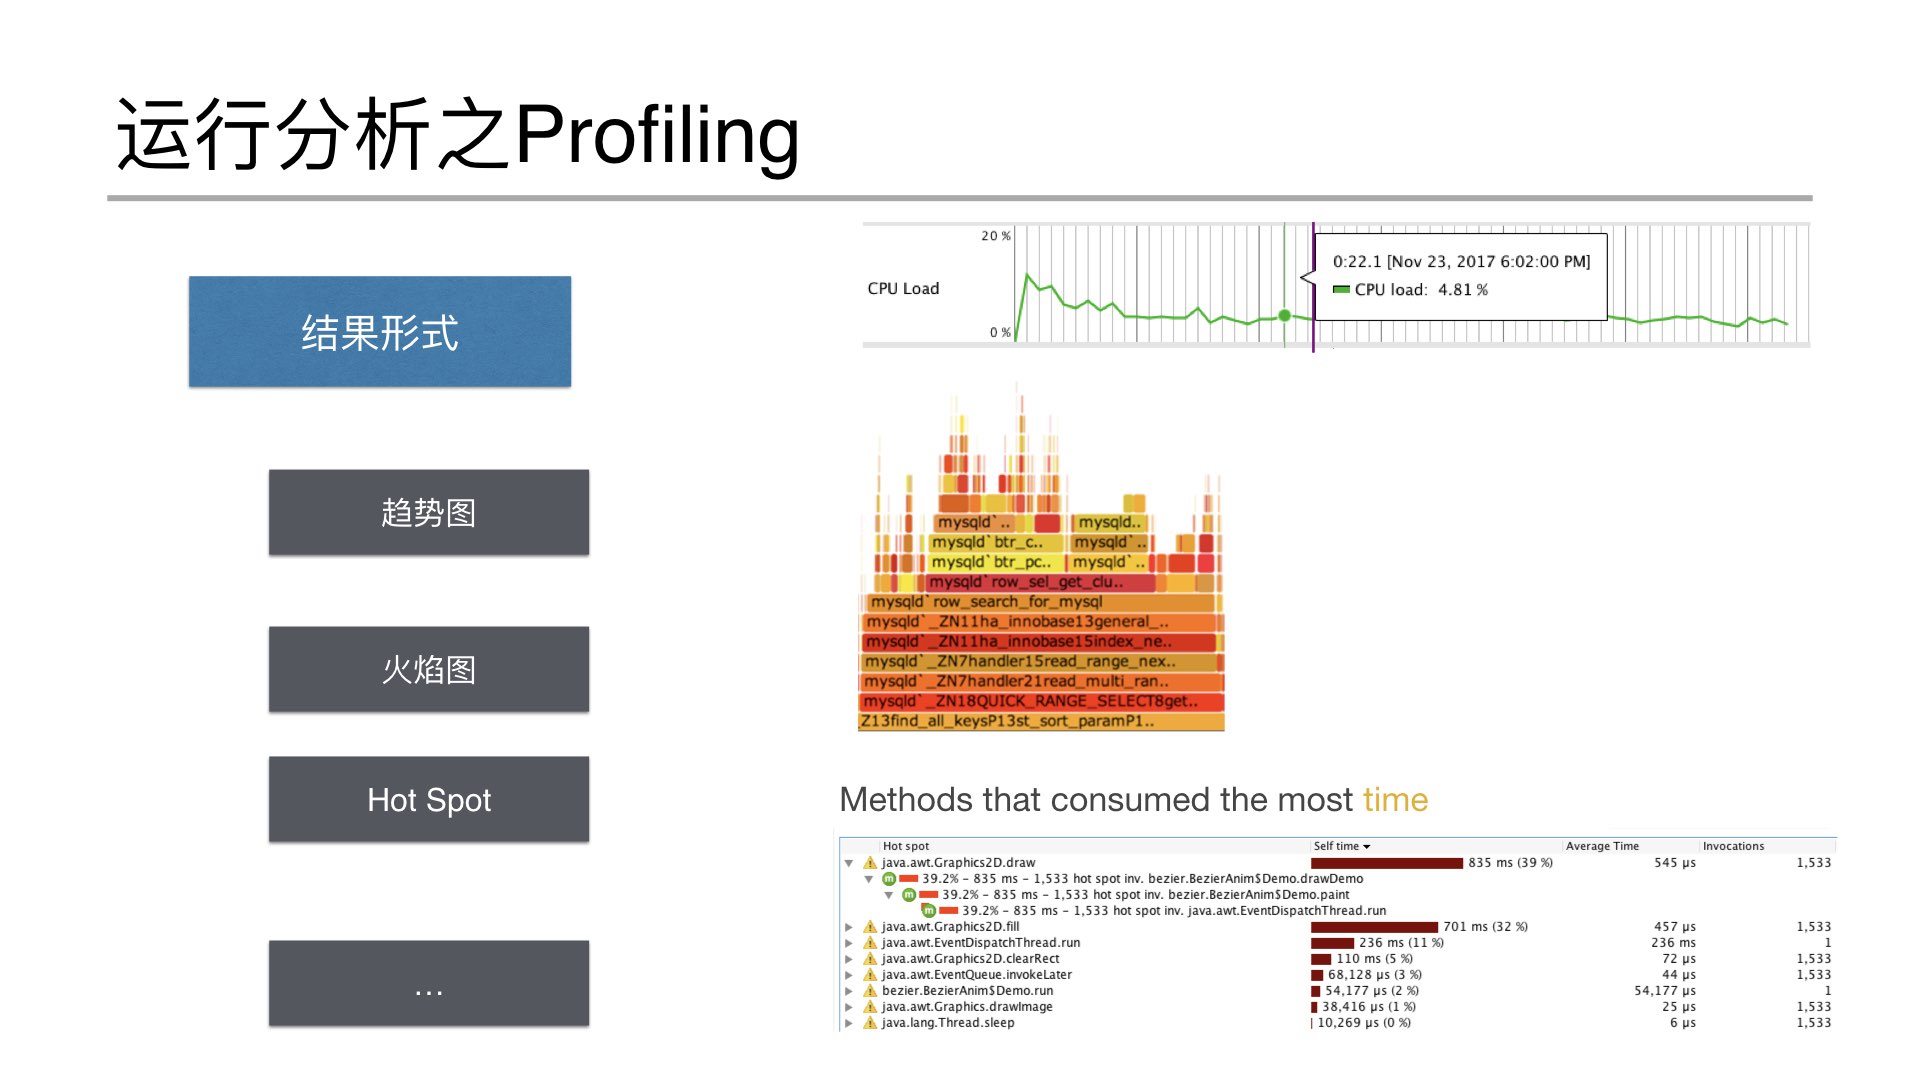 运行分析之Profiling
结果形式
趋势图
火焰图
Hot Spot
...
20 %
CPU Load
0 %
0:22.1 [Nov 23, 2017 6:02:00 PM]
CPU load: 4.81 %
mysqld`..
mysqld..
mysqld`btr_c..
mysqld`..
mysqld`btr_pc..
mysqld`..
mysqld`row_sel_get_clu..
mysqld`row_search_for_mysql
mysqld`_ZN11ha_innobase13general_..
mysqld`_ZN11ha_innobase15index_ne..
mysqld`_ZN7handler15read_range_nex..
mysqld`_ZN7handler21read_multi_ran..
mysqld`_ZN18QUICK_RANGE_SELECT8get..
Z13find_all_keysP13st_sort_paramP1..
Methods that consumed the most time
Hot spot Self time Average Time Invocations
java.awt.Graphics2D.draw 835 ms (39 %) 545 µs 1,533
m 39.2% - 835 ms - 1,533 hot spot inv. bezier.BezierAnim$Demo.drawDemo
m 39.2% - 835 ms - 1,533 hot spot inv. bezier.BezierAnim$Demo.paint
m 39.2% - 835 ms - 1,533 hot spot inv. java.awt.EventDispatchThread.run
java.awt.Graphics2D.fill 701 ms (32 %) 457 µs 1,533
java.awt.EventDispatchThread.run 236 ms (11 %) 236 ms 1
java.awt.Graphics2D.clearRect 110 ms (5 %) 72 µs 1,533
java.awt.EventQueue.invokeLater 68,128 µs (3 %) 44 µs 1,533
bezier.BezierAnim$Demo.run 54,177 µs (2 %) 54,177 µs 1
java.awt.Graphics.drawImage 38,416 µs (1 %) 25 µs 1,533
java.lang.Thread.sleep 10,269 µs (0 %) 6 µs 1,533